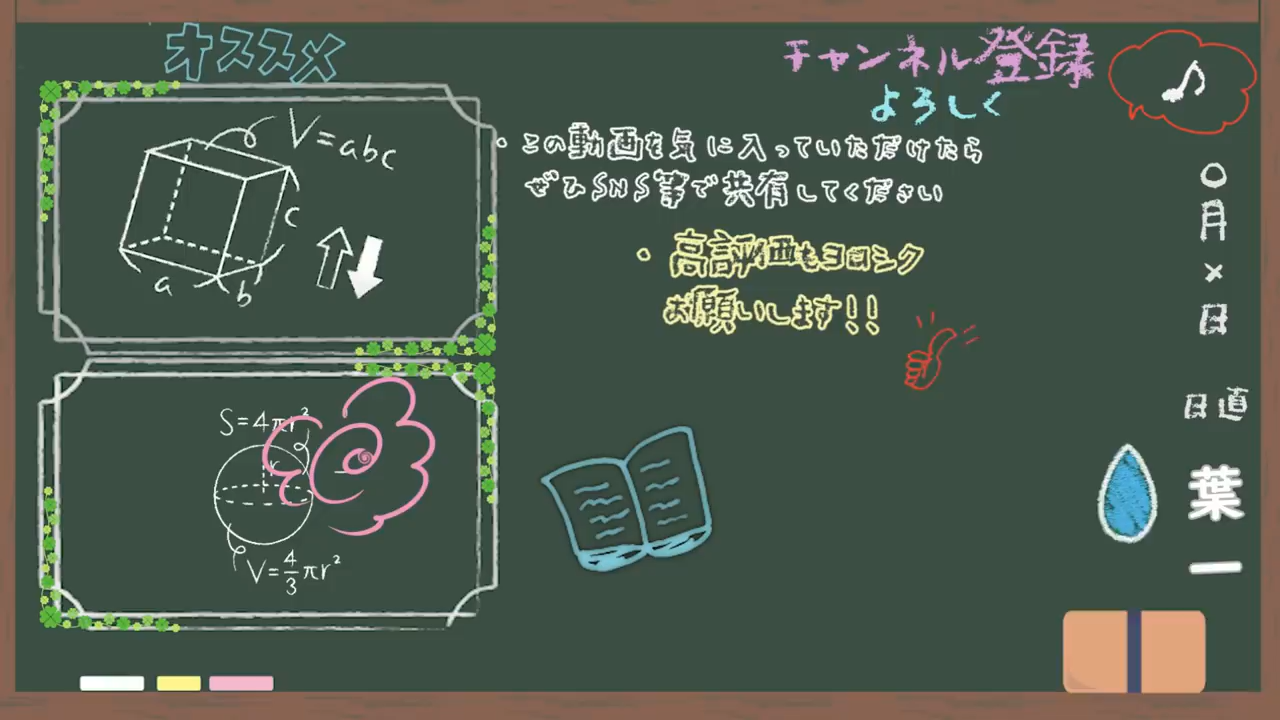 オススメ
V=abc
c
a
b
S=4πr²
r
V=4/3πr²
チャンネル登録
よろしく
・この動画を気に入っていただけたら
ぜひSNS等で共有してください
・高評価もヨロシク
お願いします!!
○月×日
日直
葉一